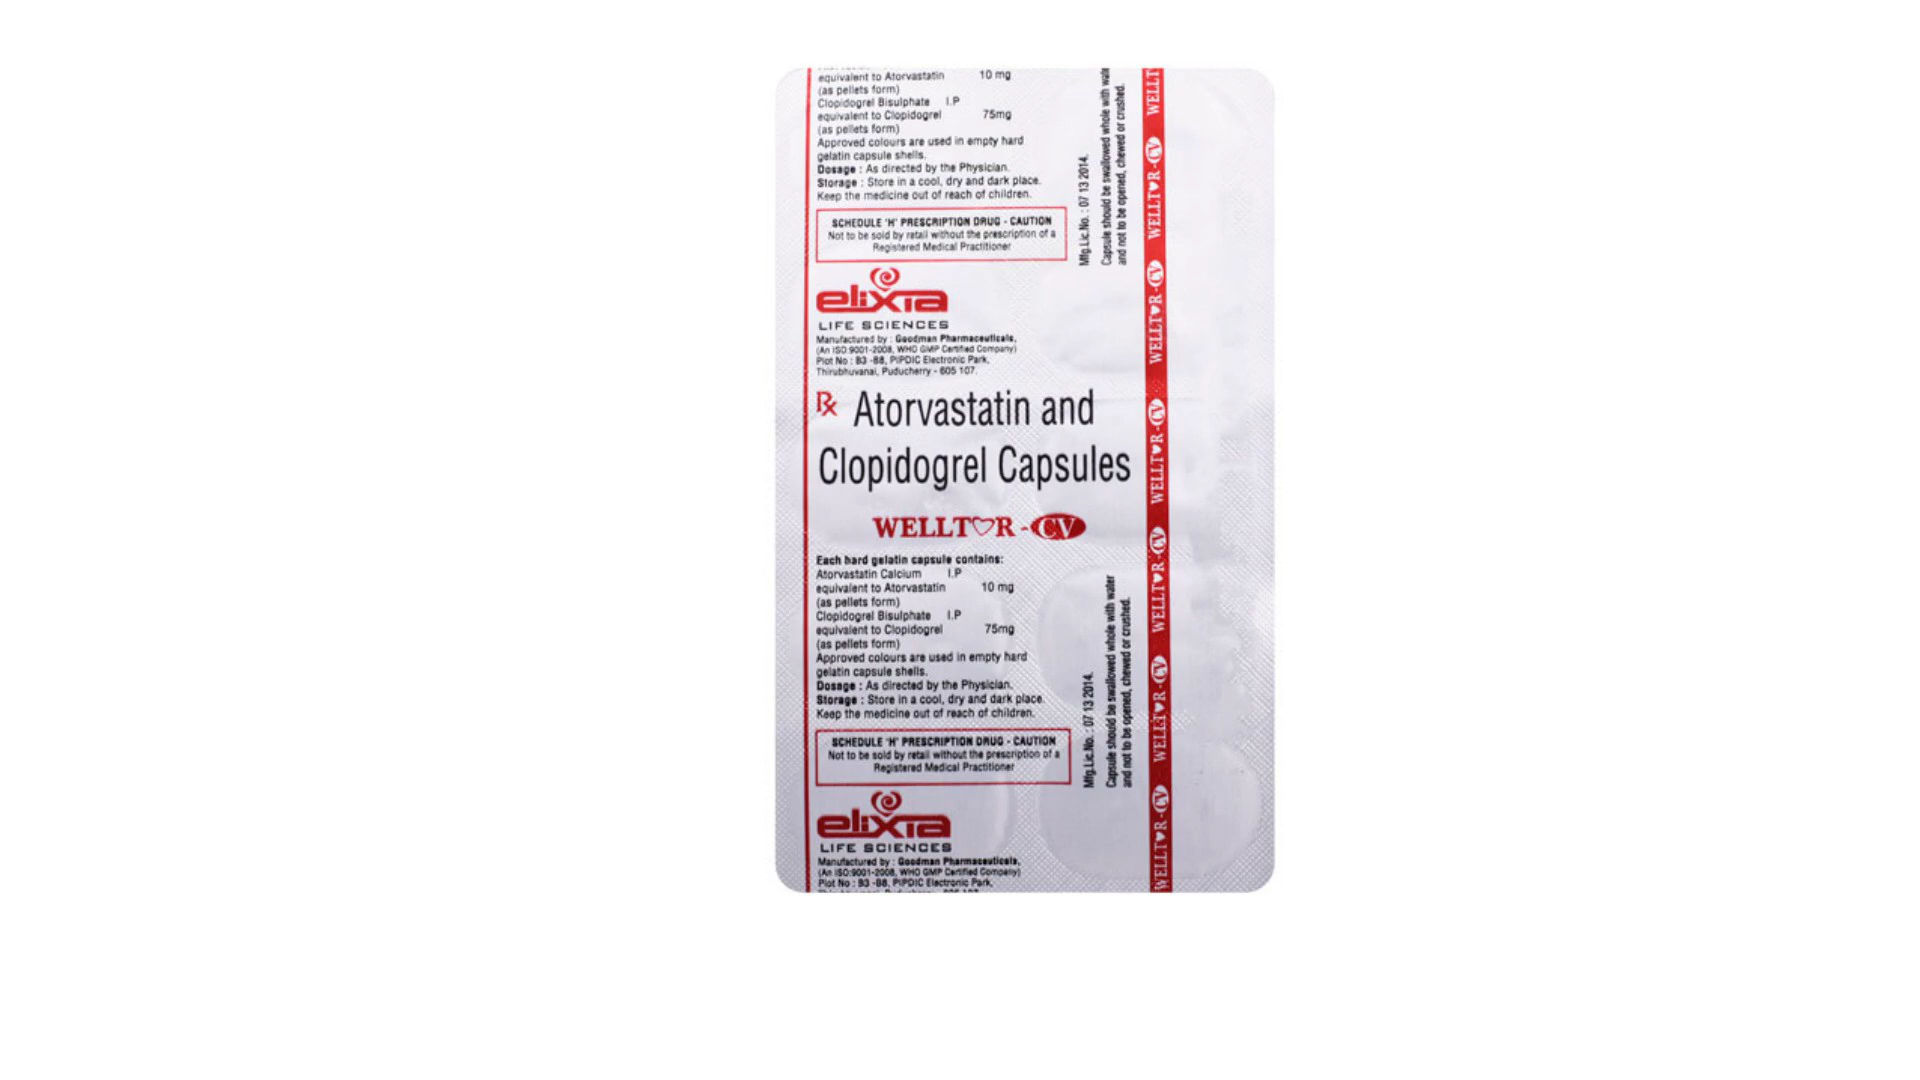 equivalent to Atorvastatin 10 mg
(as pellets form)
Clopidogrel Bisulphate I.P
equivalent to Clopidogrel 75mg
(as pellets form)
Approved colours are used in empty hard
gelatin capsule shells.
Dosage : As directed by the Physician.
Storage : Store in a cool, dry and dark place.
Keep the medicine out of reach of children.
SCHEDULE 'H' PRESCRIPTION DRUG - CAUTION
Not to be sold by retail without the prescription of a
Registered Medical Practitioner
Mfg.Lic.No. : 07 13 2014.
Capsule should be swallowed whole with water
and not to be opened, chewed or crushed.
elixia
LIFE SCIENCES
Manufactured by : Goodman Pharmaceuticals,
(An ISO:9001-2008, WHO GMP Certified Company)
Plot No : B3 -B8, PIPDIC Electronic Park,
Thirubhuvanai, Puducherry - 605 107.
Rx Atorvastatin and
Clopidogrel Capsules
WELLT♡R - CV
Each hard gelatin capsule contains:
Atorvastatin Calcium I.P
equivalent to Atorvastatin 10 mg
(as pellets form)
Clopidogrel Bisulphate I.P
equivalent to Clopidogrel 75mg
(as pellets form)
Approved colours are used in empty hard
gelatin capsule shells.
Dosage : As directed by the Physician.
Storage : Store in a cool, dry and dark place.
Keep the medicine out of reach of children.
SCHEDULE 'H' PRESCRIPTION DRUG - CAUTION
Not to be sold by retail without the prescription of a
Registered Medical Practitioner
Mfg.Lic.No. : 07 13 2014.
Capsule should be swallowed whole with water
and not to be opened, chewed or crushed.
elixia
LIFE SCIENCES
Manufactured by : Goodman Pharmaceuticals,
(An ISO:9001-2008, WHO GMP Certified Company)
Plot No : B3 -B8, PIPDIC Electronic Park,
WELLT♥R-CV
WELLT♥R-CV
WELLT♥R-CV
WELLT♥R-CV
WELLT♥R-CV
WELLT♥R-CV
WELLT